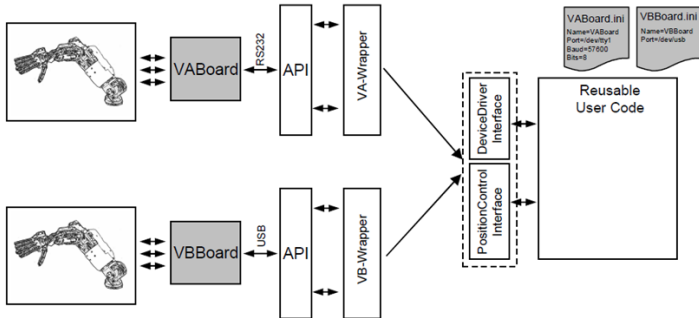 VABoard.ini
Name=VABoard
Port=/dev/tty1
Baud=57600
Bits=8
VBBoard.ini
Name=VBBoard
Port=/dev/usb
VABoard
RS232
API
VA-Wrapper
DeviceDriver
Interface
Reusable
User Code
VBBoard
USB
API
VB-Wrapper
PositionControl
Interface